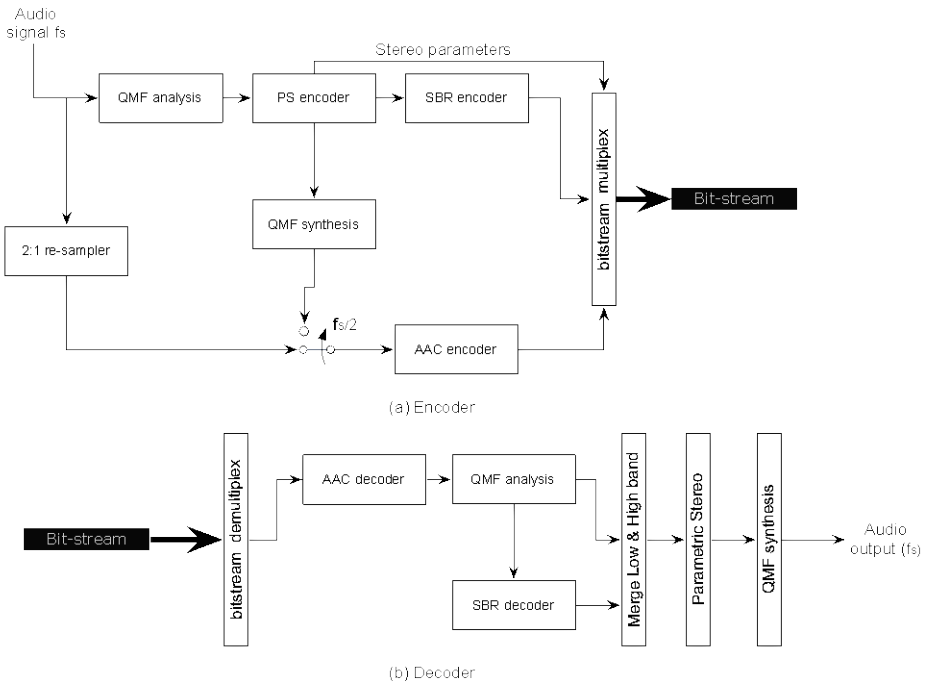 Audio
signal fs
Stereo parameters
QMF analysis
PS encoder
SBR encoder
bitstream multiplex
Bit-stream
QMF synthesis
2:1 re-sampler
fs/2
AAC encoder
(a) Encoder
bitstream demultiplex
AAC decoder
QMF analysis
Merge Low & High band
Parametric Stereo
QMF synthesis
Bit-stream
Audio
output (fs)
SBR decoder
(b) Decoder